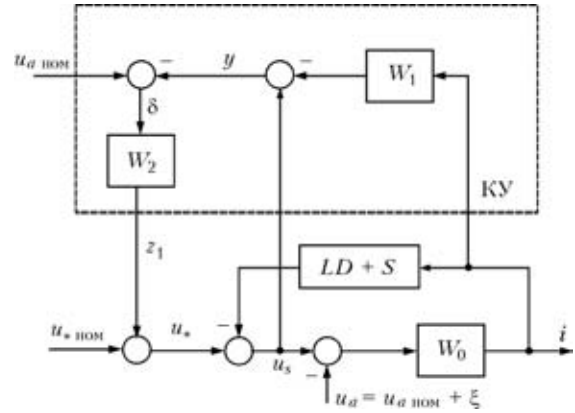 u_a ном
−
y
−
W_1
δ
W_2
КУ
z_1
LD + S
−
u_* ном
u_*
u_s
−
W_0
i
u_a = u_a ном + ξ